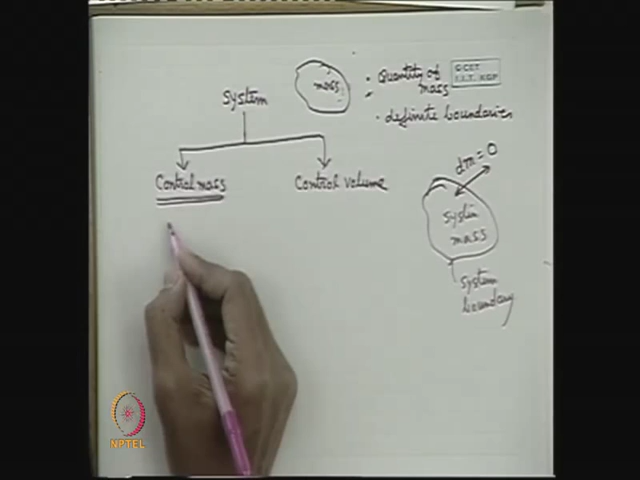 System
mass
: Quantity of
mass
G.CET
I.I.T. KGP
· definite boundaries
Control mass
Control volume
dm = 0
System
mass
System
boundary
NPTEL